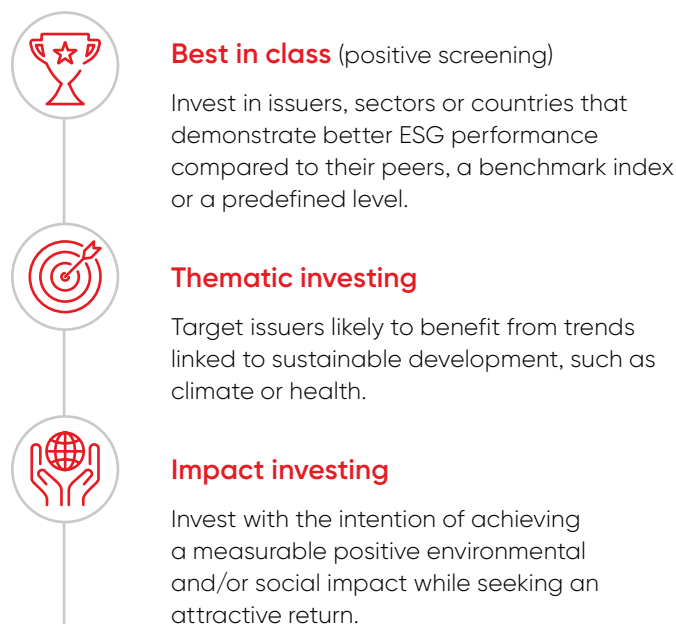 Best in class (positive screening)
Invest in issuers, sectors or countries that
demonstrate better ESG performance
compared to their peers, a benchmark index
or a predefined level.
Thematic investing
Target issuers likely to benefit from trends
linked to sustainable development, such as
climate or health.
Impact investing
Invest with the intention of achieving
a measurable positive environmental
and/or social impact while seeking an
attractive return.